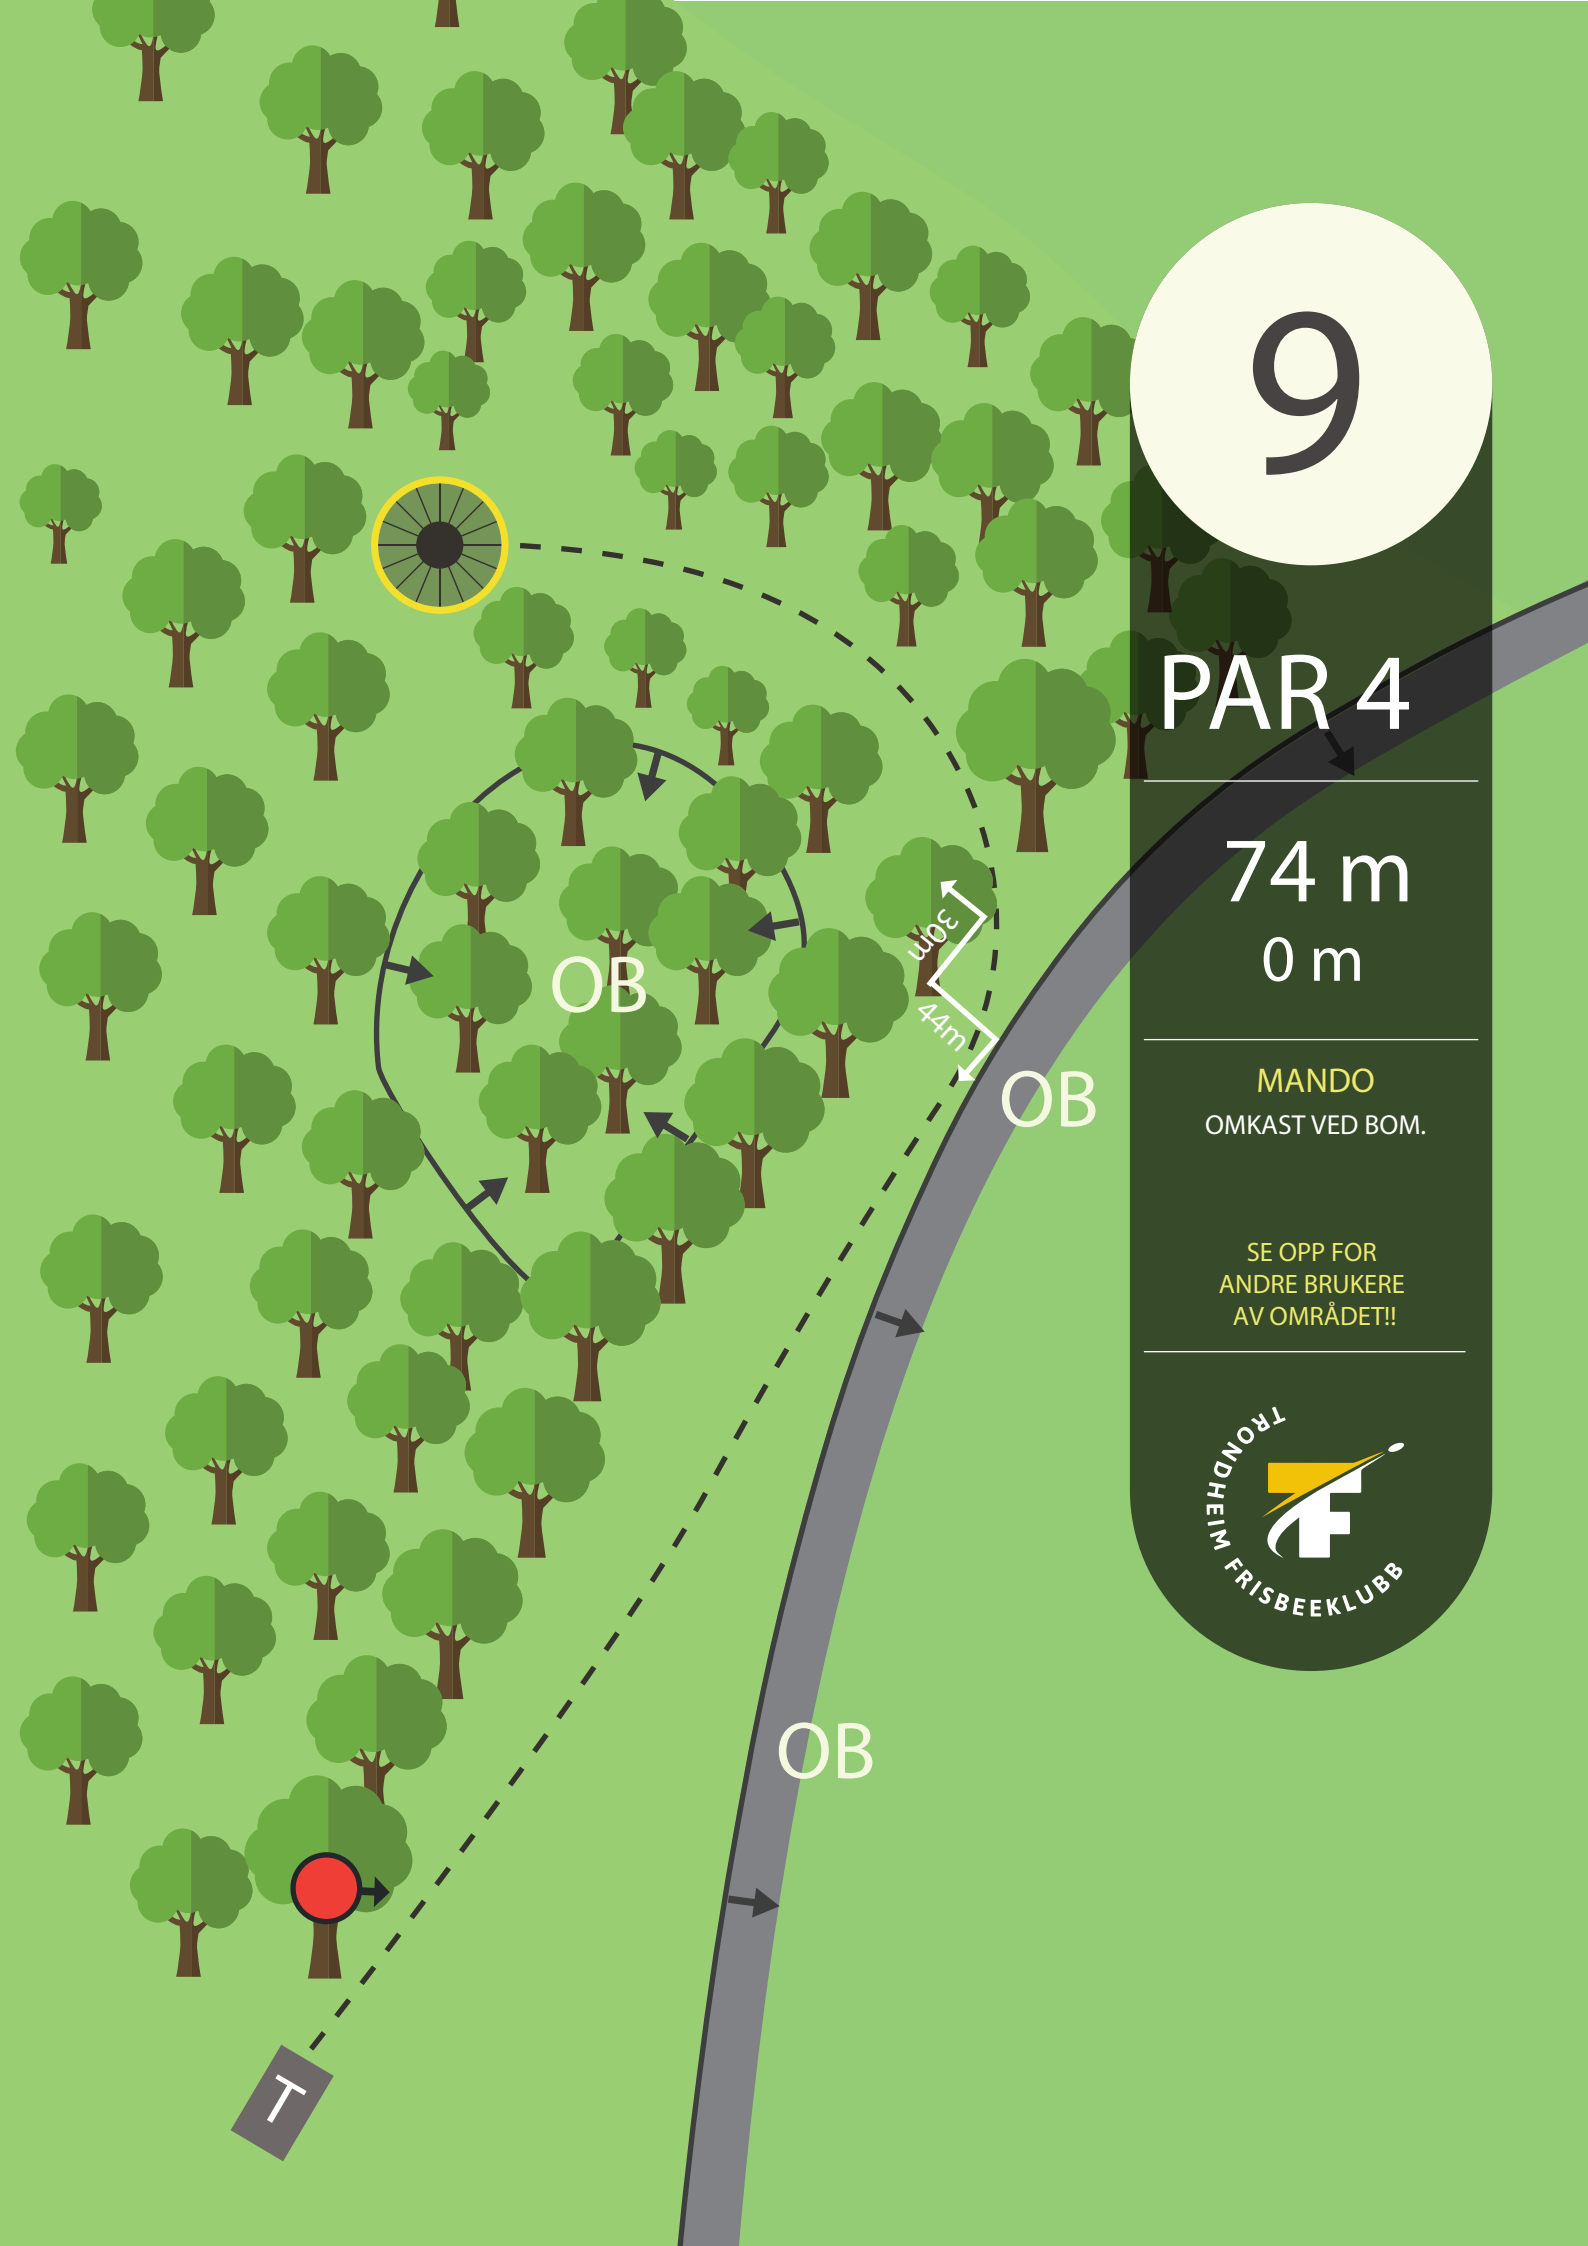 9
PAR 4
74 m
0 m
MANDO
OMKAST VED BOM.
SE OPP FOR
ANDRE BRUKERE
AV OMRÅDET!!
TRONDHEIM FRISBEEKLUBB
F
OB
30m
44m
OB
OB
T